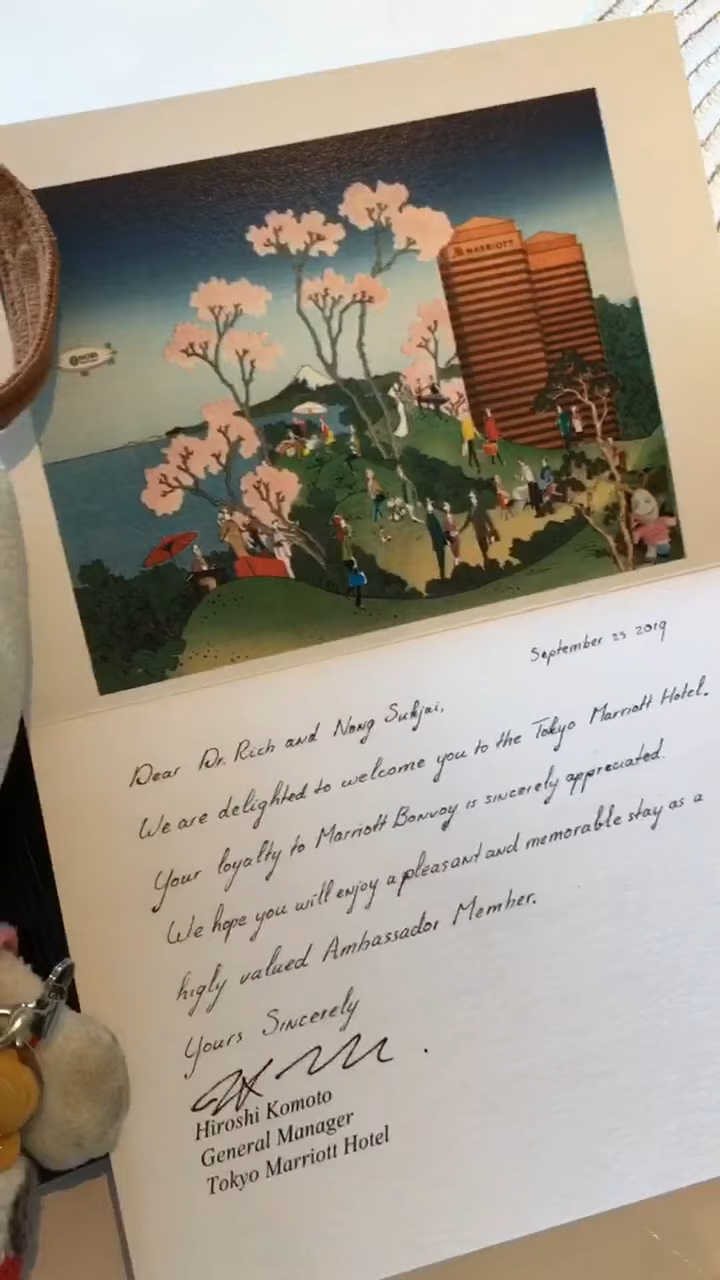 MARRIOTT
September 23 2019
Dear Dr. Rich and Nong Sukjai,
We are delighted to welcome you to the Tokyo Marriott Hotel.
Your loyalty to Marriott Bonvoy is sincerely appreciated.
We hope you will enjoy a pleasant and memorable stay as a
higly valued Ambassador Member.
Yours Sincerely
Hiroshi Komoto
General Manager
Tokyo Marriott Hotel